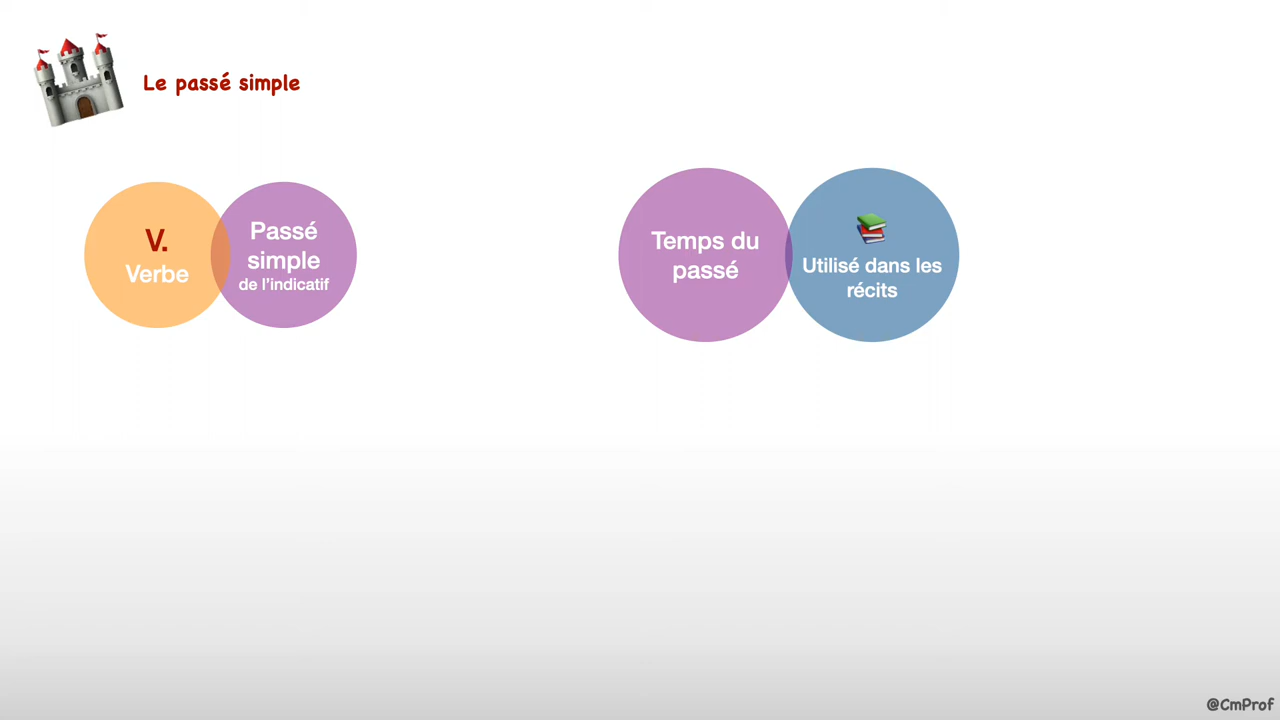 Le passé simple
V.
Verbe
Passé
simple
de l’indicatif
Temps du
passé
Utilisé dans les
récits
@CmProf